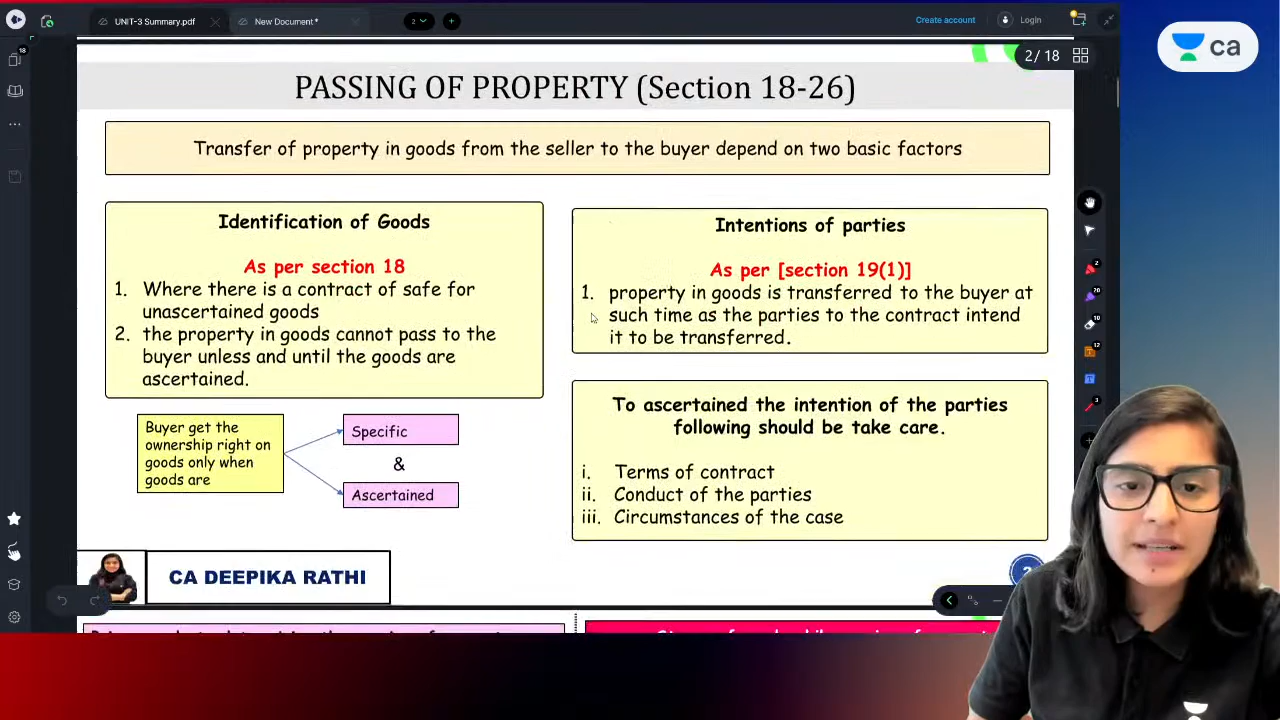 UNIT-3 Summary.pdf
New Document*
2
Create account
Login
ca
18
2 / 18
PASSING OF PROPERTY (Section 18-26)
Transfer of property in goods from the seller to the buyer depend on two basic factors
Identification of Goods
As per section 18
1. Where there is a contract of safe for
unascertained goods
2. the property in goods cannot pass to the
buyer unless and until the goods are
ascertained.
Buyer get the
ownership right on
goods only when
goods are
Specific
&
Ascertained
Intentions of parties
As per [section 19(1)]
1. property in goods is transferred to the buyer at
such time as the parties to the contract intend
it to be transferred.
To ascertained the intention of the parties
following should be take care.
i. Terms of contract
ii. Conduct of the parties
iii. Circumstances of the case
2
20
12
3
CA DEEPIKA RATHI